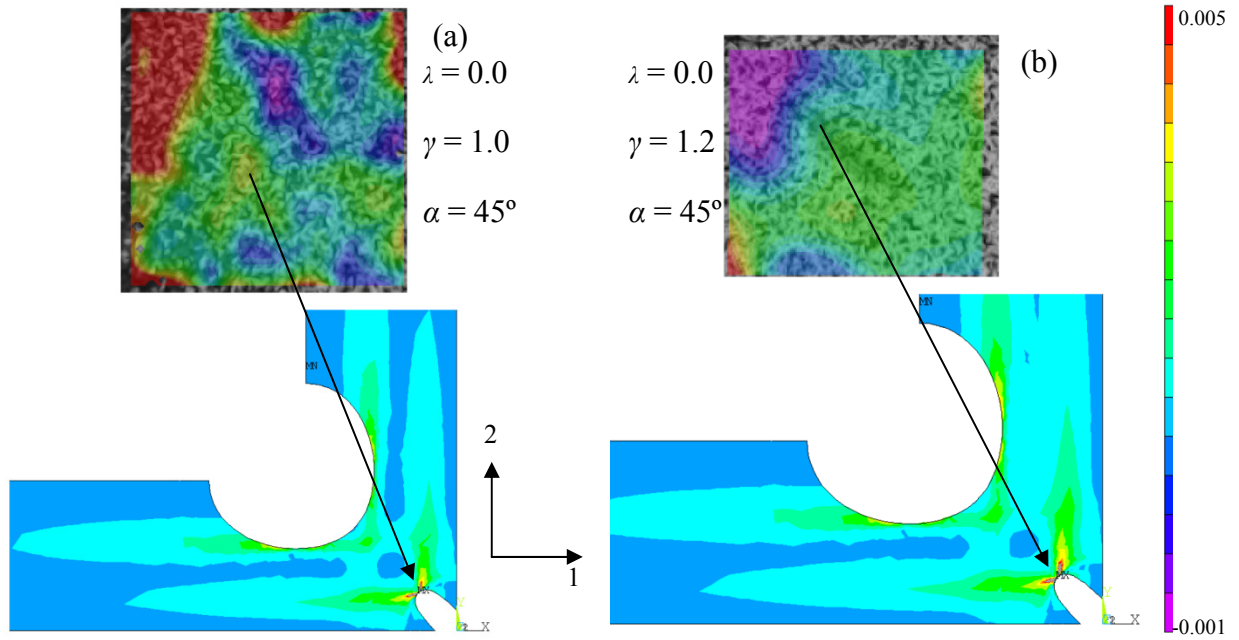 (a)
λ = 0.0
γ = 1.0
α = 45º
λ = 0.0
γ = 1.2
α = 45º
(b)
0.005
MN
MN
2
1
MX
MX
Y
Z X
Y
Z X
-0.001